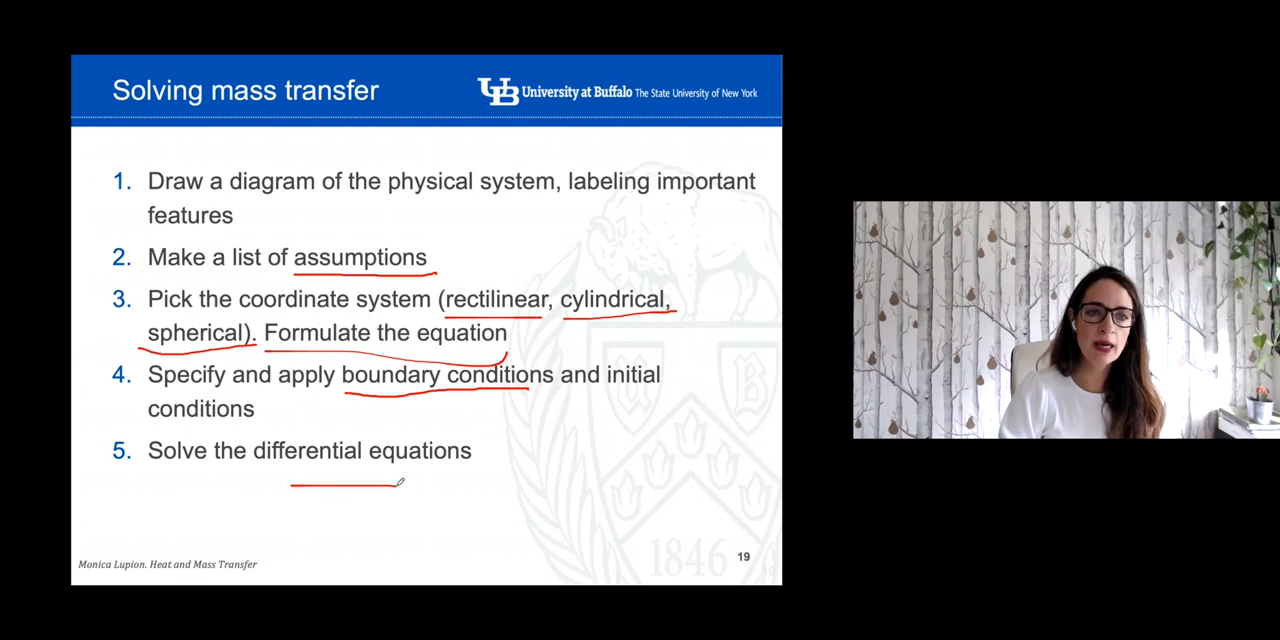 Solving mass transfer
UB University at Buffalo The State University of New York
1. Draw a diagram of the physical system, labeling important
features
2. Make a list of assumptions
3. Pick the coordinate system (rectilinear, cylindrical,
spherical). Formulate the equation
4. Specify and apply boundary conditions and initial
conditions
5. Solve the differential equations
1846
19
Monica Lupion. Heat and Mass Transfer